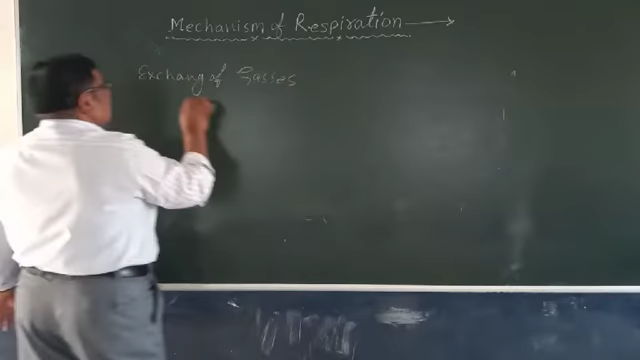 Mechanism of Respiration
Exchang of Gasses